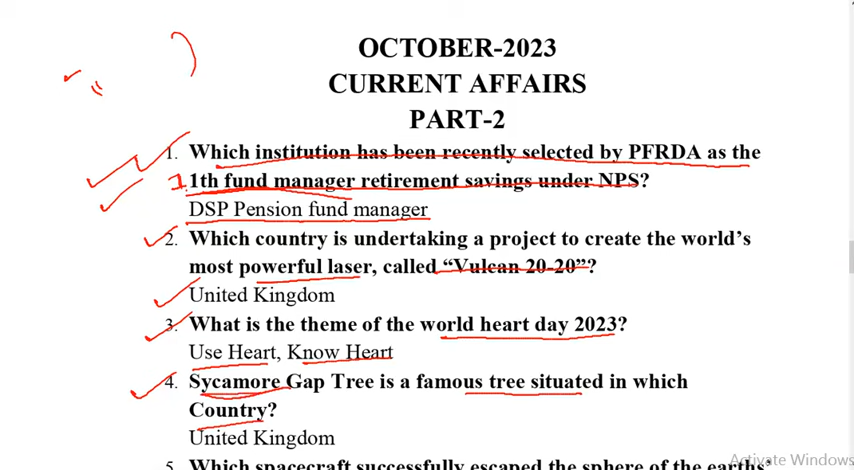 OCTOBER-2023
CURRENT AFFAIRS
PART-2
1. Which institution has been recently selected by PFRDA as the
11th fund manager retirement savings under NPS?
DSP Pension fund manager
2. Which country is undertaking a project to create the world's
most powerful laser, called “Vulcan 20-20”?
United Kingdom
3. What is the theme of the world heart day 2023?
Use Heart, Know Heart
4. Sycamore Gap Tree is a famous tree situated in which
Country?
United Kingdom
5. Which spacecraft successfully escaped the sphere of the earths'
Activate Windows